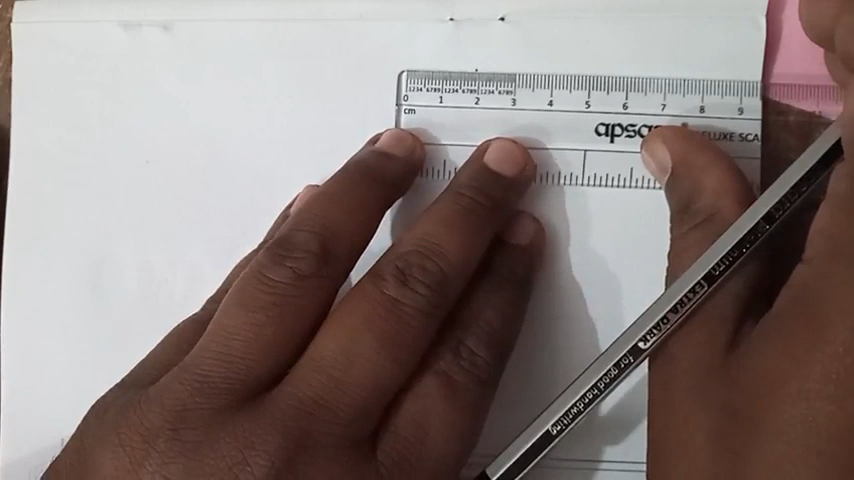 1234 6789 1234 6789 1234 6789
0 1 2 3 4 5 6 7 8 9
cm
apsa
ELUXE SCA
EXTRA DARK
for good handwriting